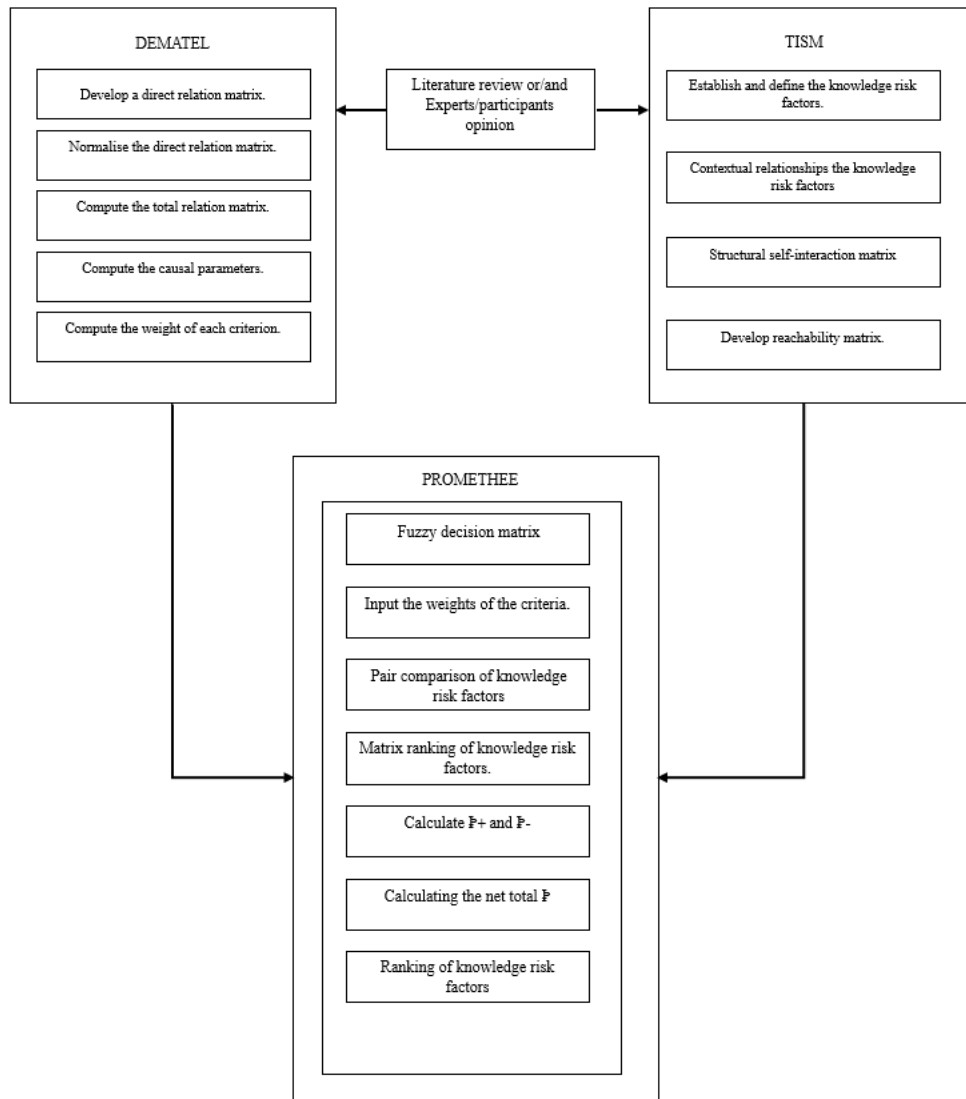 DEMATEL
Develop a direct relation matrix.
Normalise the direct relation matrix.
Compute the total relation matrix.
Compute the causal parameters.
Compute the weight of each criterion.
Literature review or/and
Experts/participants
opinion
TISM
Establish and define the knowledge risk
factors.
Contextual relationships the knowledge
risk factors
Structural self-interaction matrix
Develop reachability matrix.
PROMETHEE
Fuzzy decision matrix
Input the weights of the criteria.
Pair comparison of knowledge
risk factors
Matrix ranking of knowledge risk
factors.
Calculate Ᵽ+ and Ᵽ-
Calculating the net total Ᵽ
Ranking of knowledge risk
factors